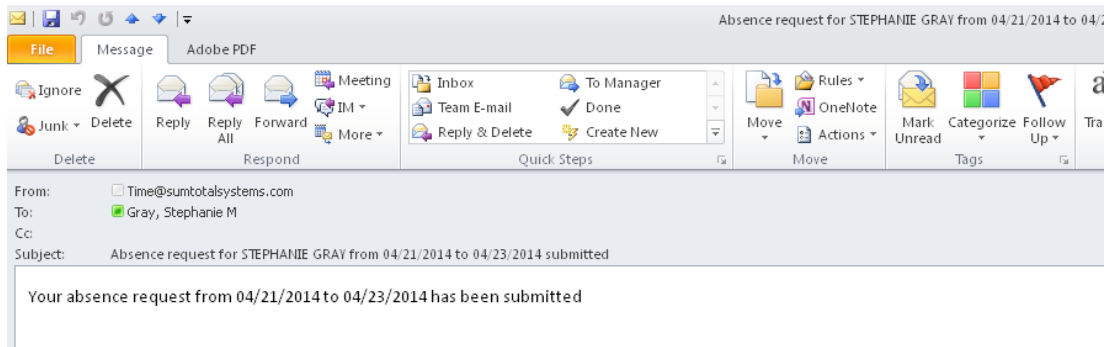 Absence request for STEPHANIE GRAY from 04/21/2014 to 04/2
File Message Adobe PDF
Ignore
Junk
Delete
Delete
Reply
Reply All
Forward
Meeting
IM
More
Respond
Inbox
Team E-mail
Reply & Delete
To Manager
Done
Create New
Quick Steps
Move
Rules
OneNote
Actions
Move
Mark Unread
Categorize
Follow Up
Tags
Tra
From: Time@sumtotalsystems.com
To: Gray, Stephanie M
Cc:
Subject: Absence request for STEPHANIE GRAY from 04/21/2014 to 04/23/2014 submitted
Your absence request from 04/21/2014 to 04/23/2014 has been submitted